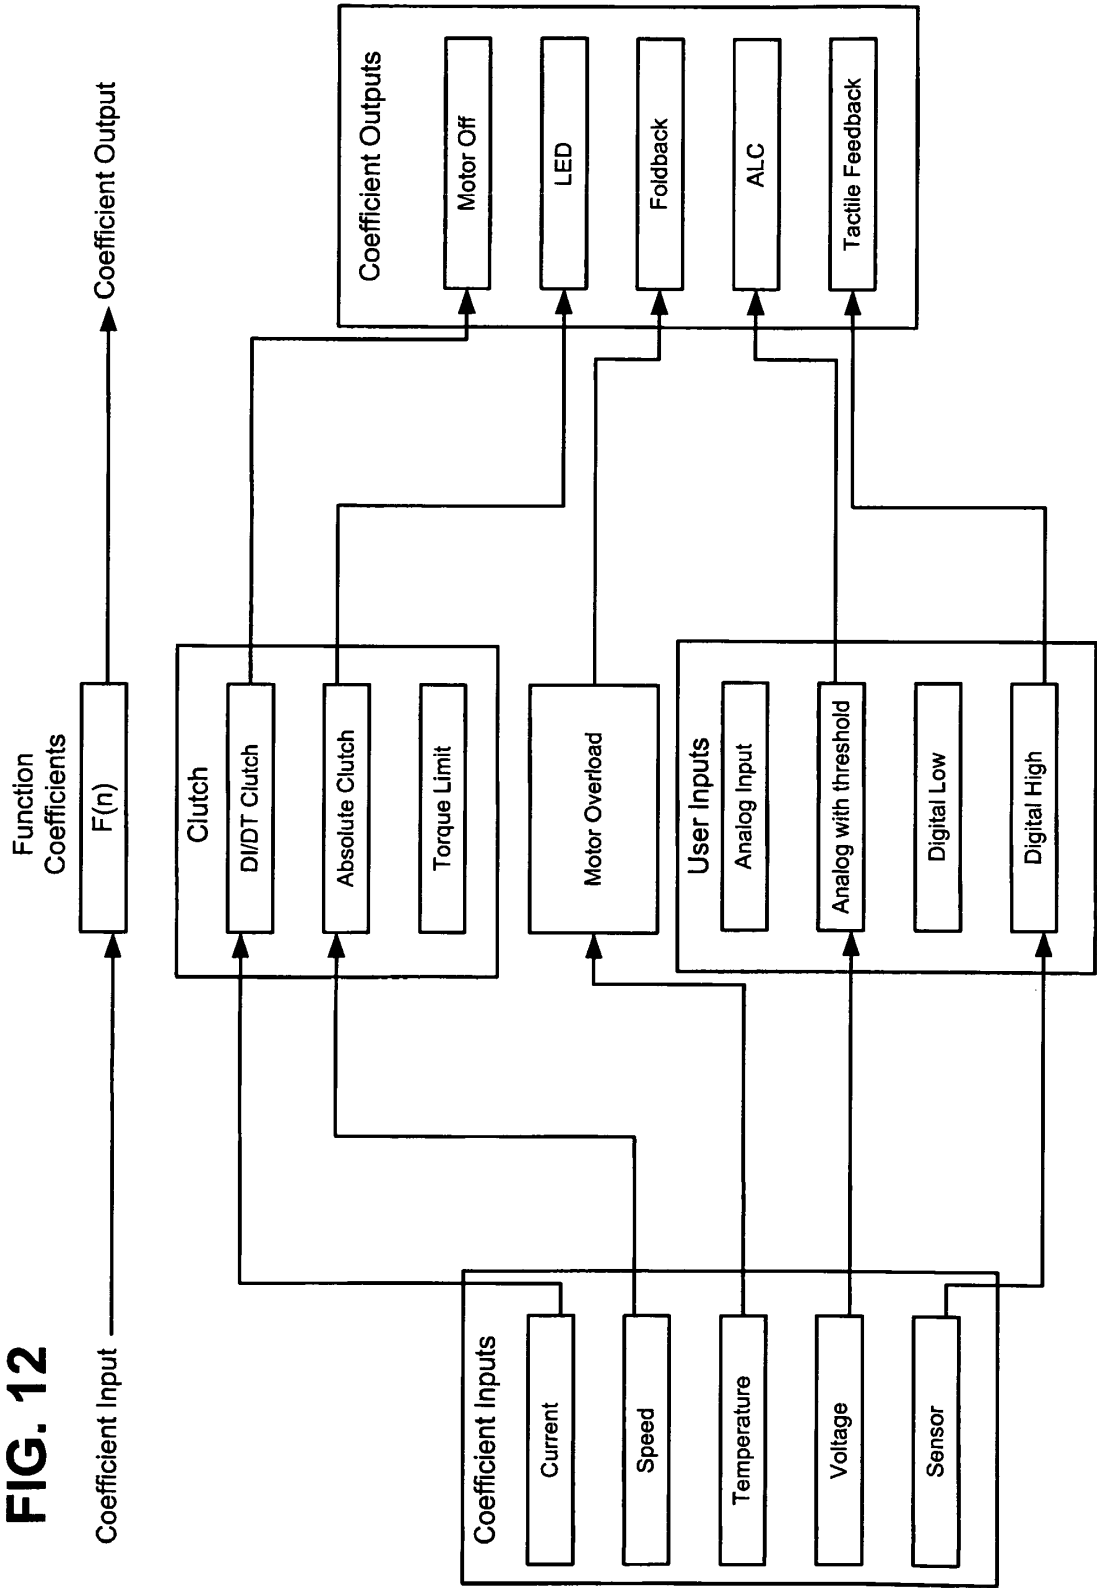 FIG. 12
Function
Coefficients
Coefficient Input
F(n)
Coefficient Output
Coefficient Inputs
Current
Speed
Temperature
Voltage
Sensor
Clutch
DI/DT Clutch
Absolute Clutch
Torque Limit
Motor Overload
User Inputs
Analog Input
Analog with threshold
Digital Low
Digital High
Coefficient Outputs
Motor Off
LED
Foldback
ALC
Tactile Feedback